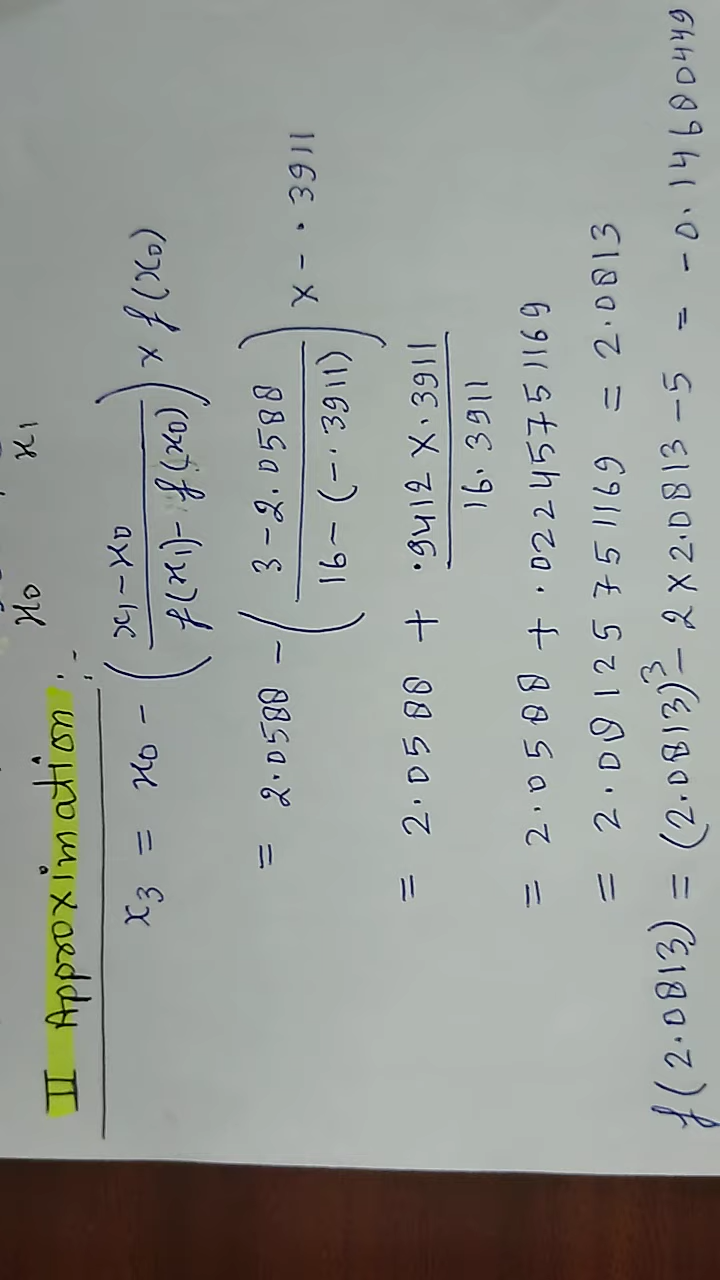 x0 x1
II Approximation :-
x3 = x0 - ( x1 - x0 / f(x1) - f(x0) ) × f(x0)
= 2.0588 - ( 3 - 2.0588 / 16 - (-.3911) ) × - .3911
= 2.0588 + .9412 × .3911 / 16.3911
= 2.0588 + .02245751169
= 2.08125751169 = 2.0813
f(2.0813) = (2.0813)³ - 2 × 2.0813 - 5 = -0.14680449